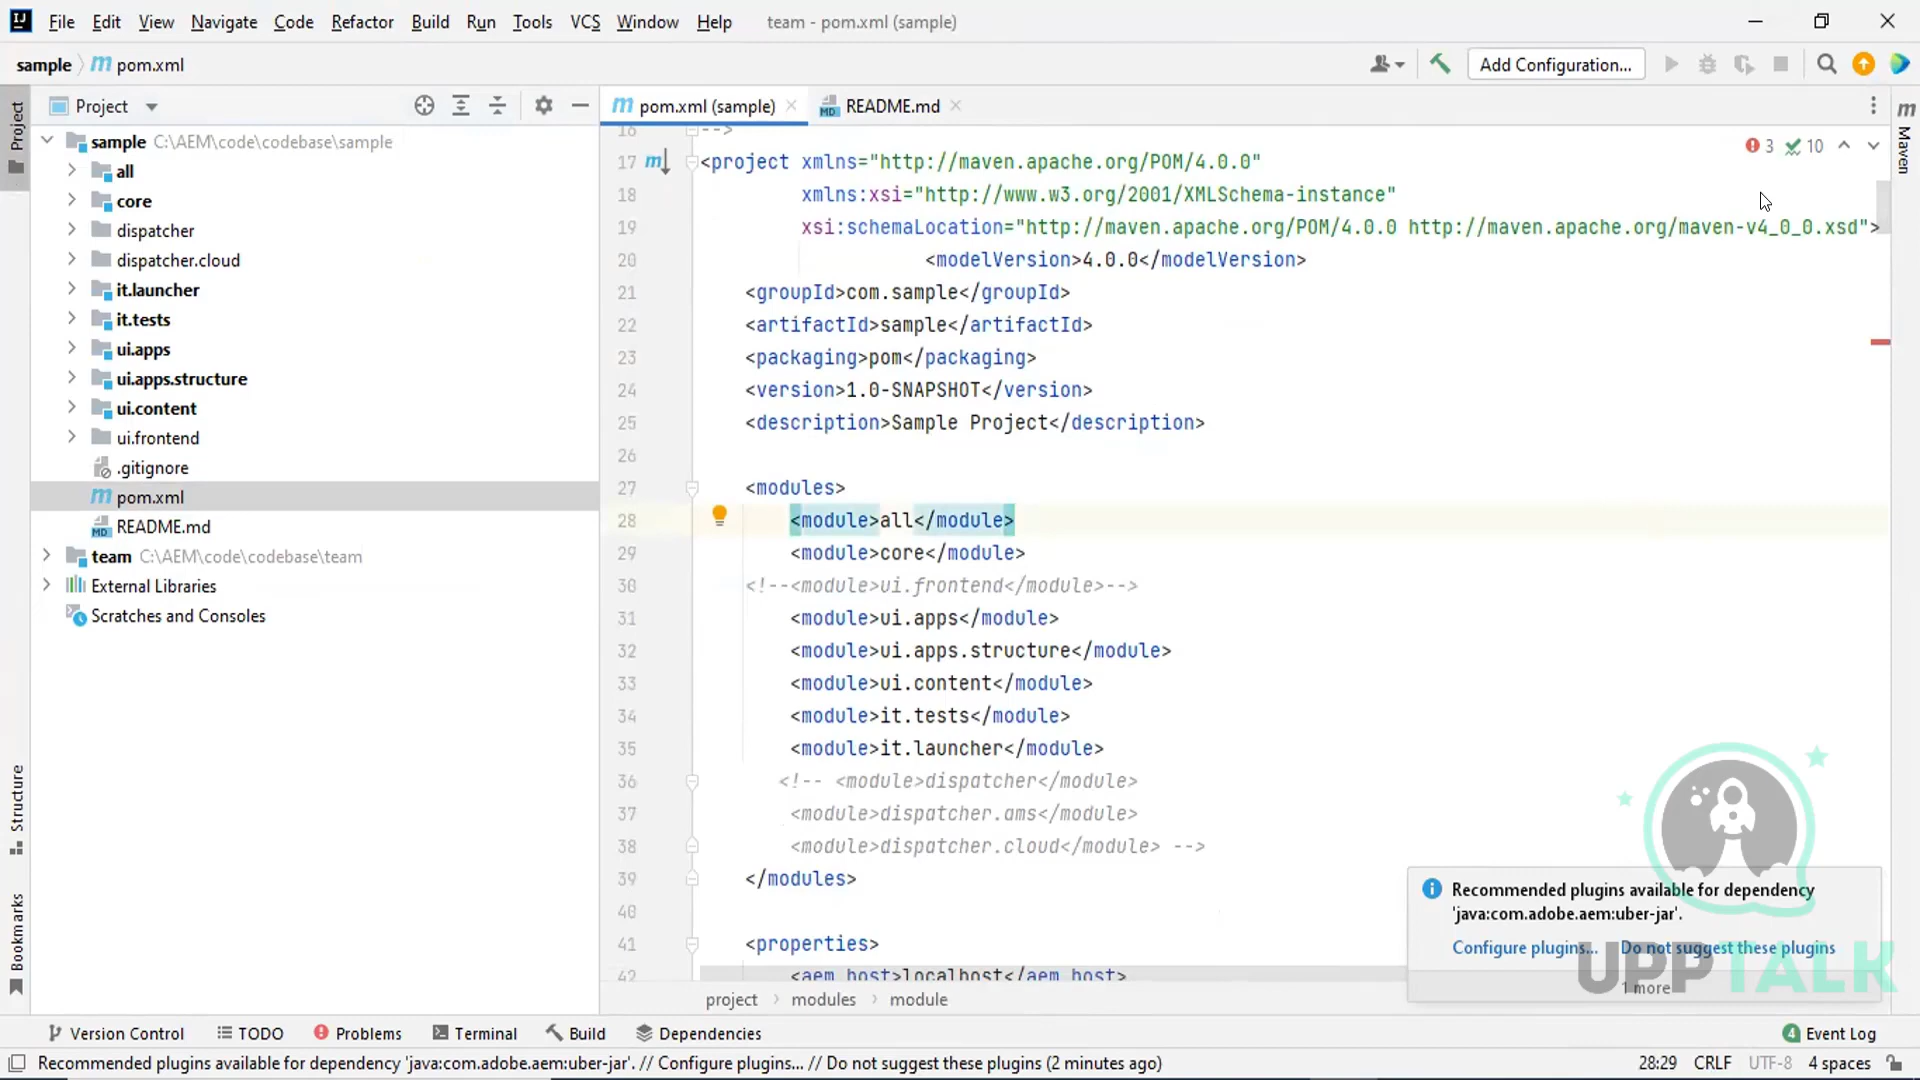 File Edit View Navigate Code Refactor Build Run Tools VCS Window Help team - pom.xml (sample)
sample pom.xml Add Configuration...
Project
Project
pom.xml (sample) README.md
Maven
sample C:\AEM\code\codebase\sample
all
core
dispatcher
dispatcher.cloud
it.launcher
it.tests
ui.apps
ui.apps.structure
ui.content
ui.frontend
.gitignore
pom.xml
README.md
team C:\AEM\code\codebase\team
External Libraries
Scratches and Consoles
Structure
Bookmarks
3 10
16 -->
17 <project xmlns="http://maven.apache.org/POM/4.0.0"
18 xmlns:xsi="http://www.w3.org/2001/XMLSchema-instance"
19 xsi:schemaLocation="http://maven.apache.org/POM/4.0.0 http://maven.apache.org/maven-v4_0_0.xsd">
20 <modelVersion>4.0.0</modelVersion>
21 <groupId>com.sample</groupId>
22 <artifactId>sample</artifactId>
23 <packaging>pom</packaging>
24 <version>1.0-SNAPSHOT</version>
25 <description>Sample Project</description>
26
27 <modules>
28 <module>all</module>
29 <module>core</module>
30 <!--<module>ui.frontend</module>-->
31 <module>ui.apps</module>
32 <module>ui.apps.structure</module>
33 <module>ui.content</module>
34 <module>it.tests</module>
35 <module>it.launcher</module>
36 <!-- <module>dispatcher</module>
37 <module>dispatcher.ams</module>
38 <module>dispatcher.cloud</module> -->
39 </modules>
40
41 <properties>
42 <aem.host>localhost</aem.host>
project modules module
Recommended plugins available for dependency
'java:com.adobe.aem:uber-jar'.
Configure plugins... Do not suggest these plugins
1 more
UPPTALK
Version Control TODO Problems Terminal Build Dependencies 4 Event Log
Recommended plugins available for dependency 'java:com.adobe.aem:uber-jar'. // Configure plugins... // Do not suggest these plugins (2 minutes ago) 28:29 CRLF UTF-8 4 spaces